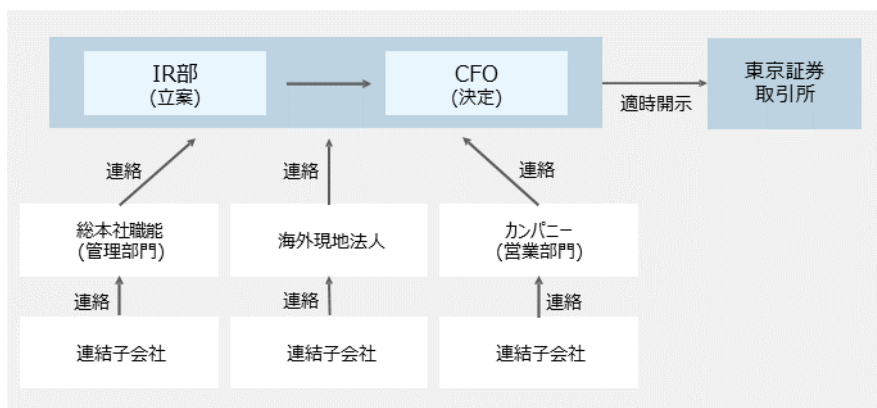 IR部
(立案)
CFO
(決定)
東京証券
取引所
適時開示
連絡
連絡
連絡
総本社職能
(管理部門)
海外現地法人
カンパニー
(営業部門)
連絡
連絡
連絡
連結子会社
連結子会社
連結子会社